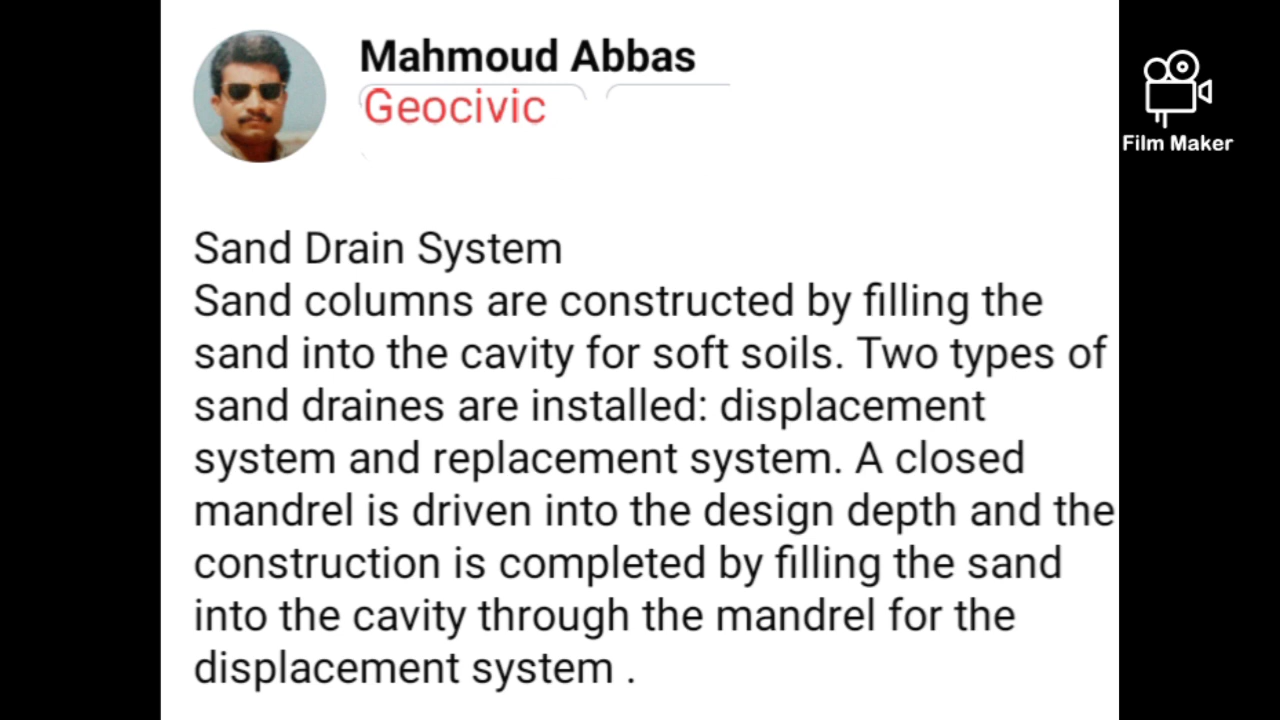 Mahmoud Abbas
Geocivic
Film Maker
Sand Drain System
Sand columns are constructed by filling the
sand into the cavity for soft soils. Two types of
sand draines are installed: displacement
system and replacement system. A closed
mandrel is driven into the design depth and the
construction is completed by filling the sand
into the cavity through the mandrel for the
displacement system .